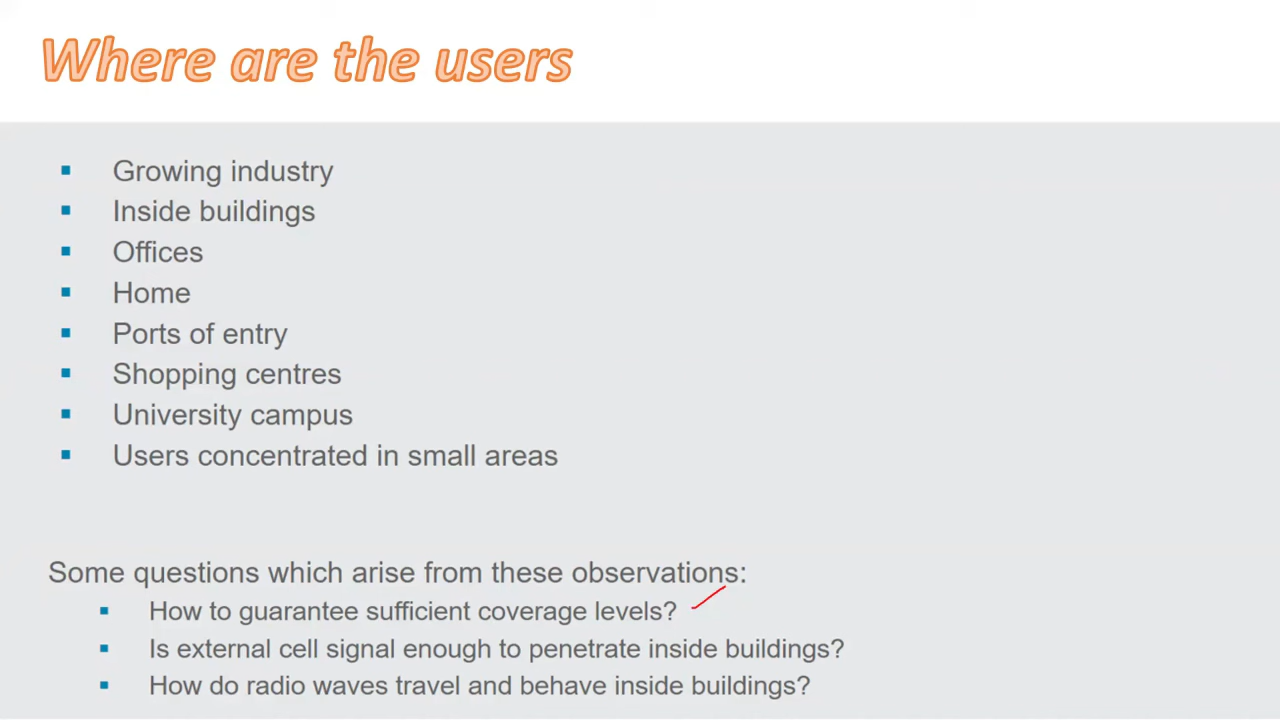 Where are the users
Growing industry
Inside buildings
Offices
Home
Ports of entry
Shopping centres
University campus
Users concentrated in small areas
Some questions which arise from these observations:
How to guarantee sufficient coverage levels?
Is external cell signal enough to penetrate inside buildings?
How do radio waves travel and behave inside buildings?